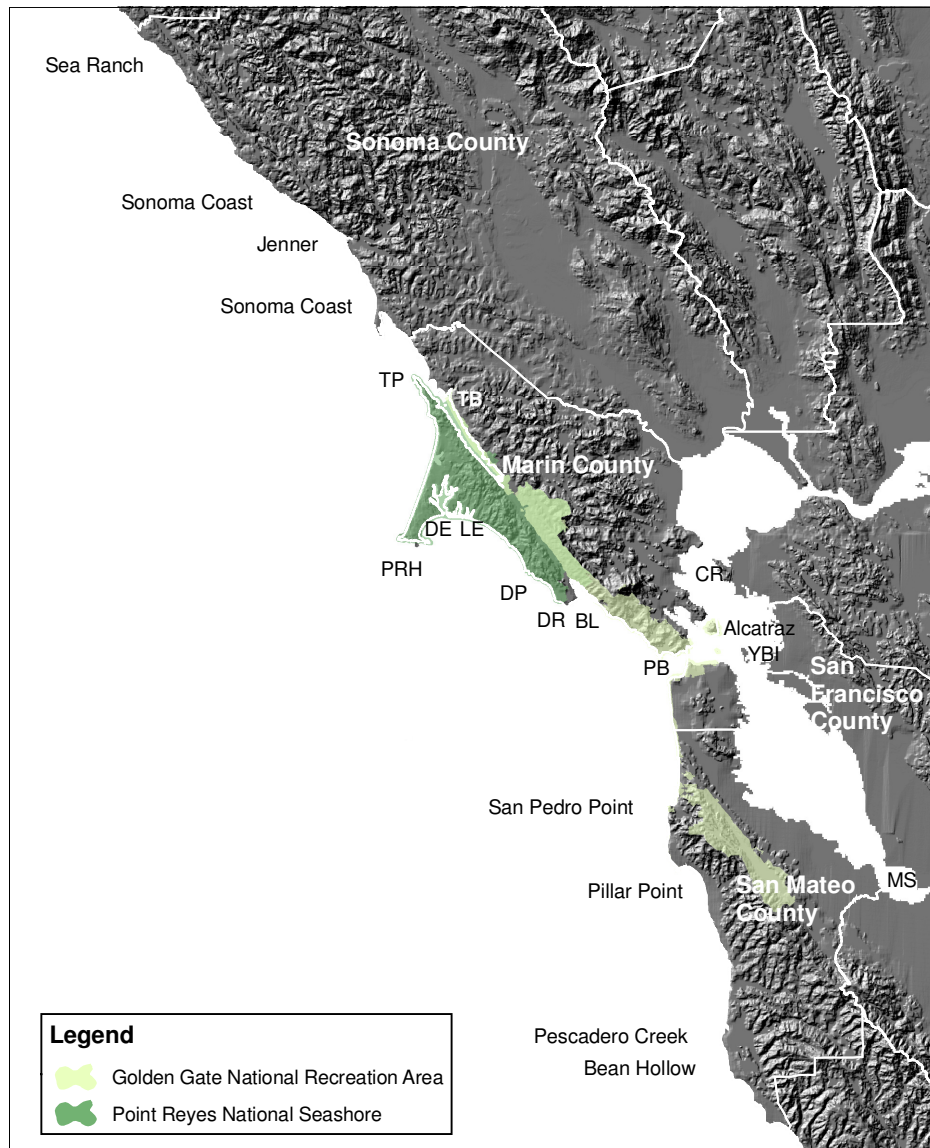 Sea Ranch
Sonoma County
Sonoma Coast
Jenner
Sonoma Coast
TP
TB
Marin County
DE LE
PRH
CR
DP
DR BL
Alcatraz
YBI
PB
San
Francisco
County
San Pedro Point
MS
Pillar Point
San Mateo
County
Pescadero Creek
Bean Hollow
Legend
Golden Gate National Recreation Area
Point Reyes National Seashore